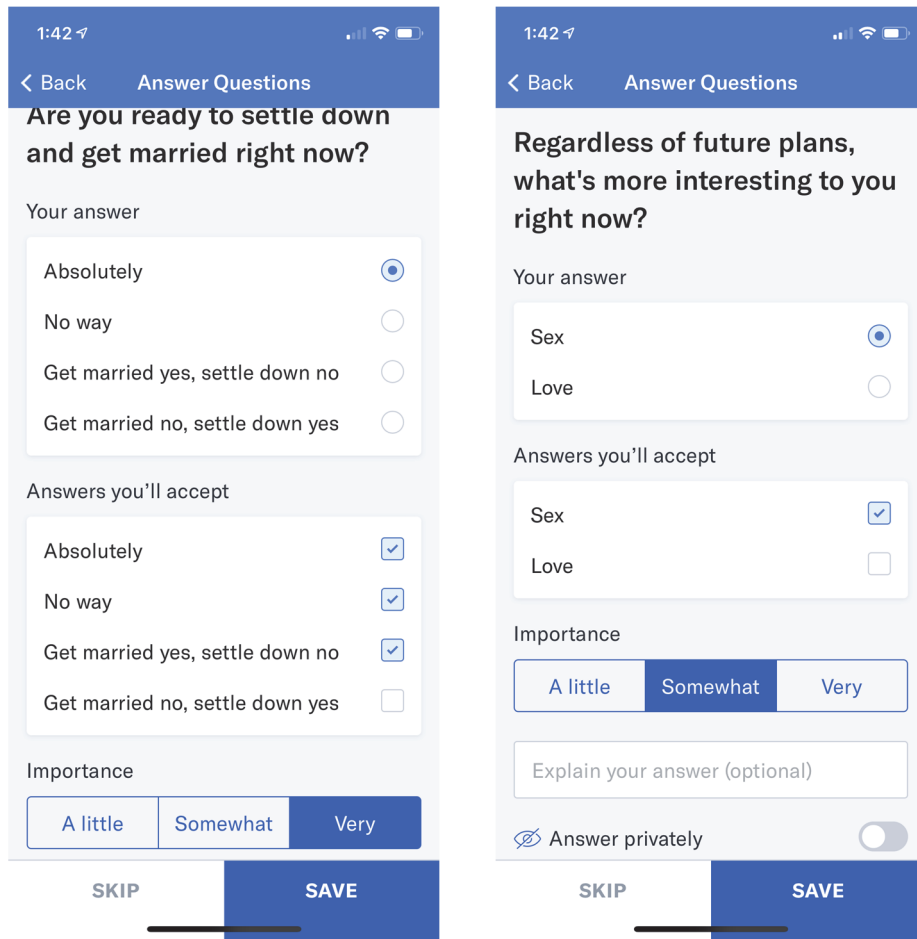 1:42
Back
Answer Questions
Are you ready to settle down
and get married right now?
Your answer
Absolutely
No way
Get married yes, settle down no
Get married no, settle down yes
Answers you’ll accept
Absolutely
No way
Get married yes, settle down no
Get married no, settle down yes
Importance
A little
Somewhat
Very
SKIP
SAVE
1:42
Back
Answer Questions
Regardless of future plans,
what's more interesting to you
right now?
Your answer
Sex
Love
Answers you’ll accept
Sex
Love
Importance
A little
Somewhat
Very
Explain your answer (optional)
Answer privately
SKIP
SAVE